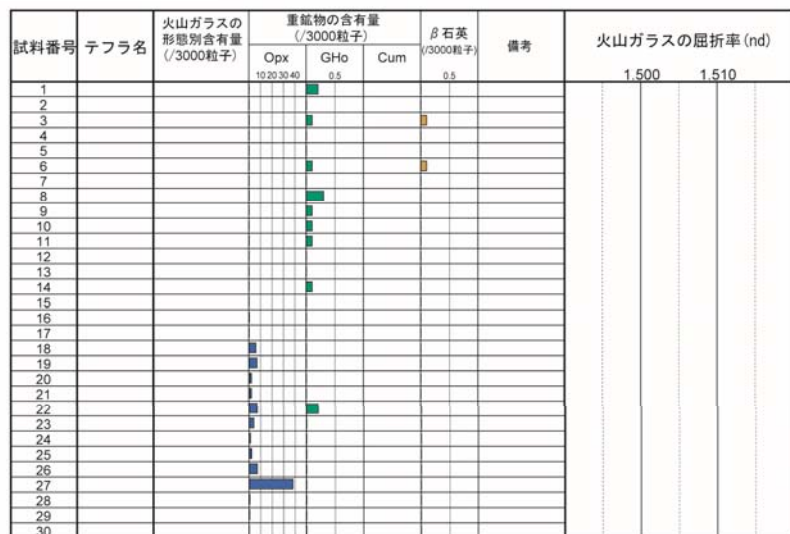 試料番号
テフラ名
火山ガラスの
形態別含有量
(/3000粒子)
重鉱物の含有量
(/3000粒子)
Opx GHo Cum
10 20 30 40 0.5
β石英
(/3000粒子)
0.5
備考
火山ガラスの屈折率(nd)
1.500 1.510
1
2
3
4
5
6
7
8
9
10
11
12
13
14
15
16
17
18
19
20
21
22
23
24
25
26
27
28
29
30